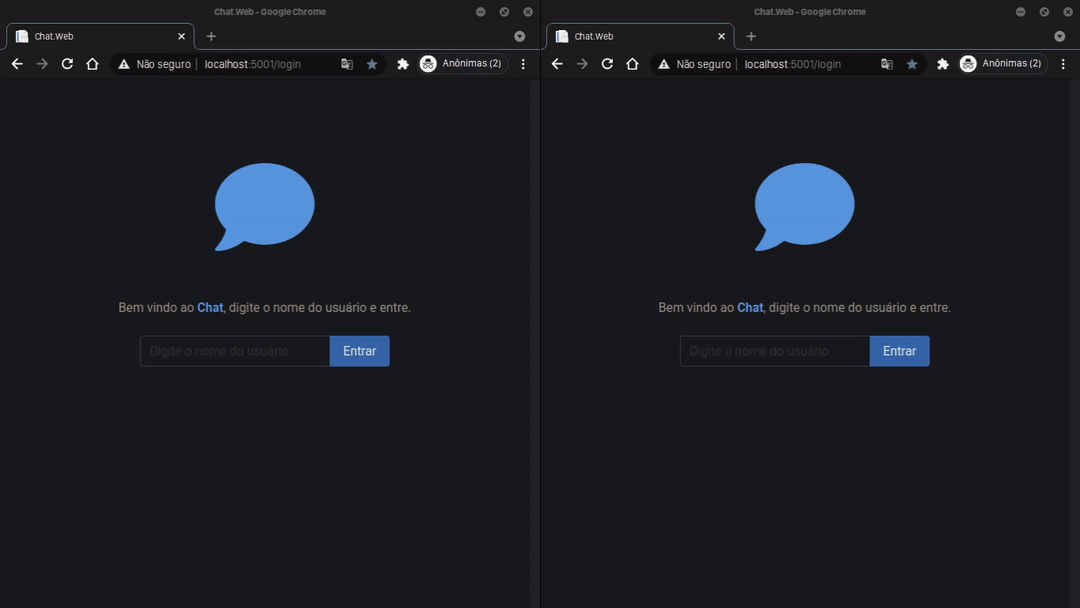 Chat.Web - Google Chrome
Chat.Web
Não seguro
localhost:5001/login
Anônimas (2)
Bem vindo ao Chat, digite o nome do usuário e entre.
Digite o nome do usuário
Entrar
Chat.Web - Google Chrome
Chat.Web
Não seguro
localhost:5001/login
Anônimas (2)
Bem vindo ao Chat, digite o nome do usuário e entre.
Digite o nome do usuário
Entrar